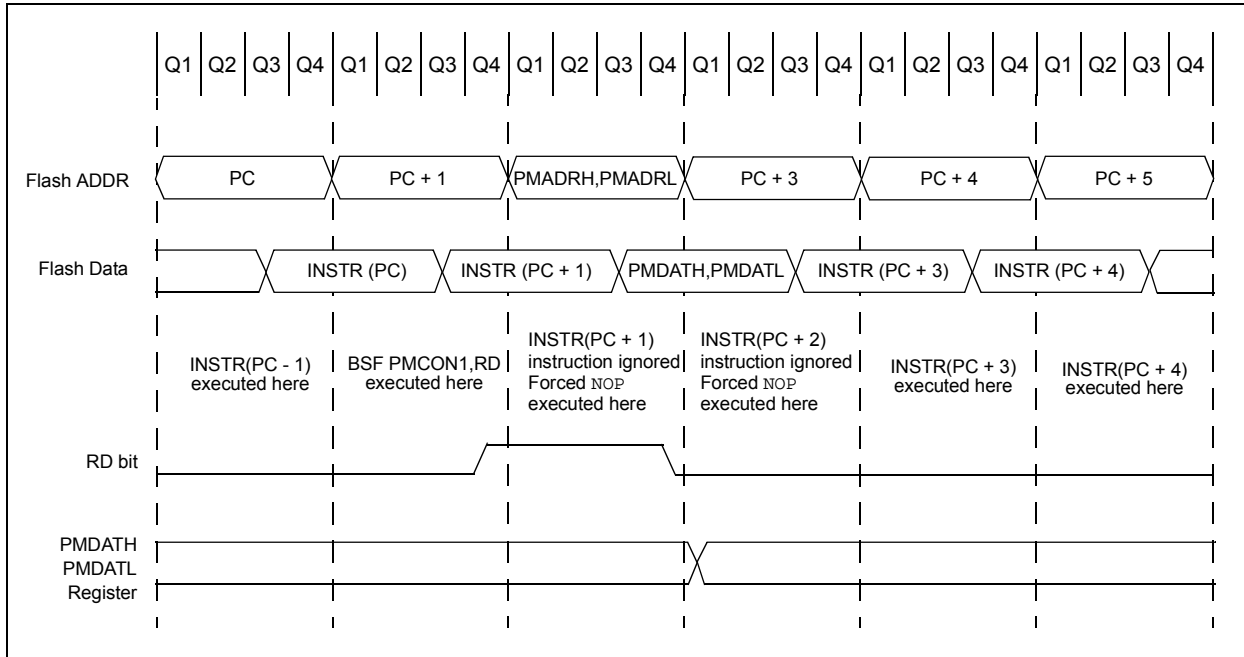 Q1 Q2 Q3 Q4 Q1 Q2 Q3 Q4 Q1 Q2 Q3 Q4 Q1 Q2 Q3 Q4 Q1 Q2 Q3 Q4 Q1 Q2 Q3 Q4
Flash ADDR PC PC + 1 PMADRH,PMADRL PC + 3 PC + 4 PC + 5
Flash Data INSTR (PC) INSTR (PC + 1) PMDATH,PMDATL INSTR (PC + 3) INSTR (PC + 4)
INSTR(PC - 1)
executed here
BSF PMCON1,RD
executed here
INSTR(PC + 1)
instruction ignored
Forced NOP
executed here
INSTR(PC + 2)
instruction ignored
Forced NOP
executed here
INSTR(PC + 3)
executed here
INSTR(PC + 4)
executed here
RD bit
PMDATH
PMDATL
Register